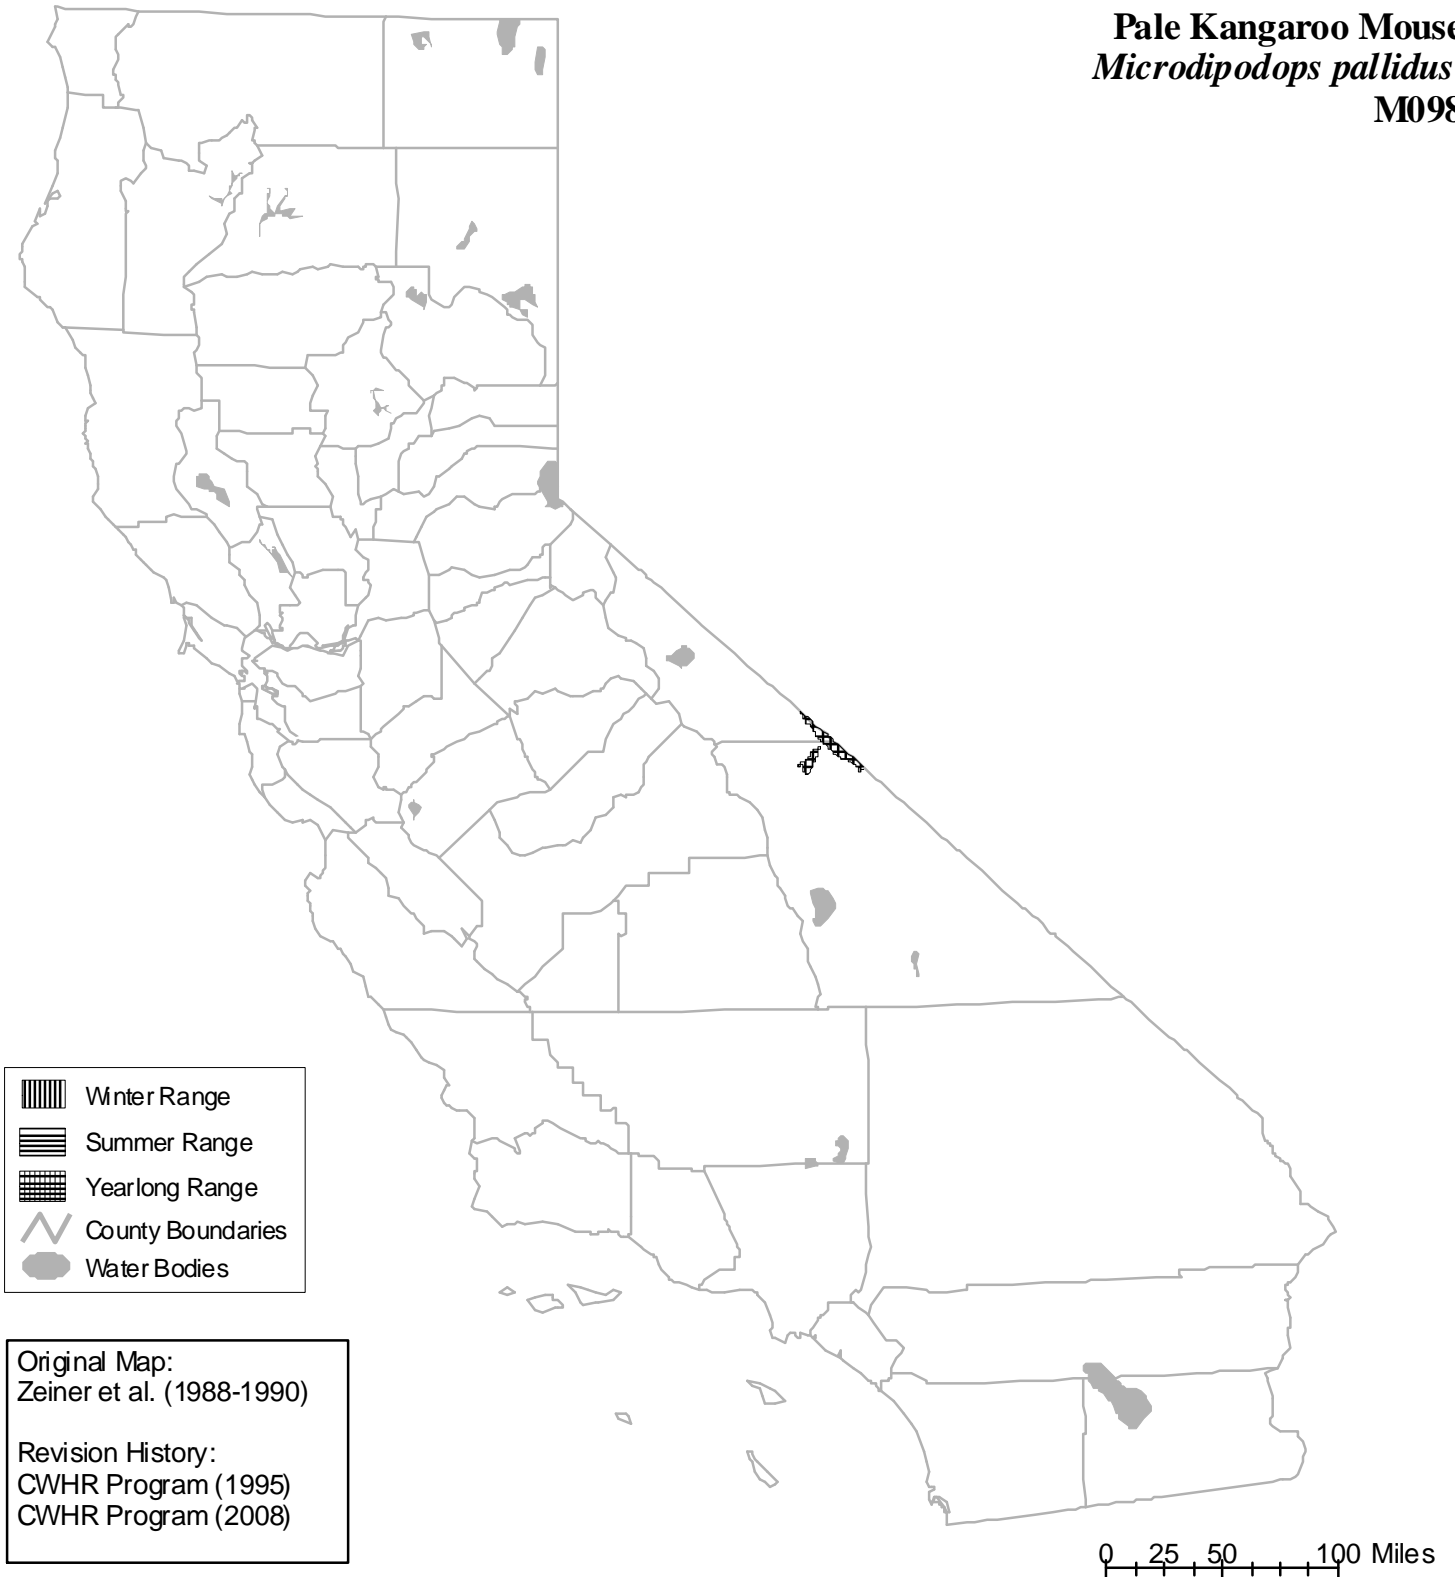 Pale Kangaroo Mouse
Microdipodops pallidus
M098
Winter Range
Summer Range
Yearlong Range
County Boundaries
Water Bodies
Original Map:
Zeiner et al. (1988-1990)
Revision History:
CWHR Program (1995)
CWHR Program (2008)
0 25 50 100 Miles